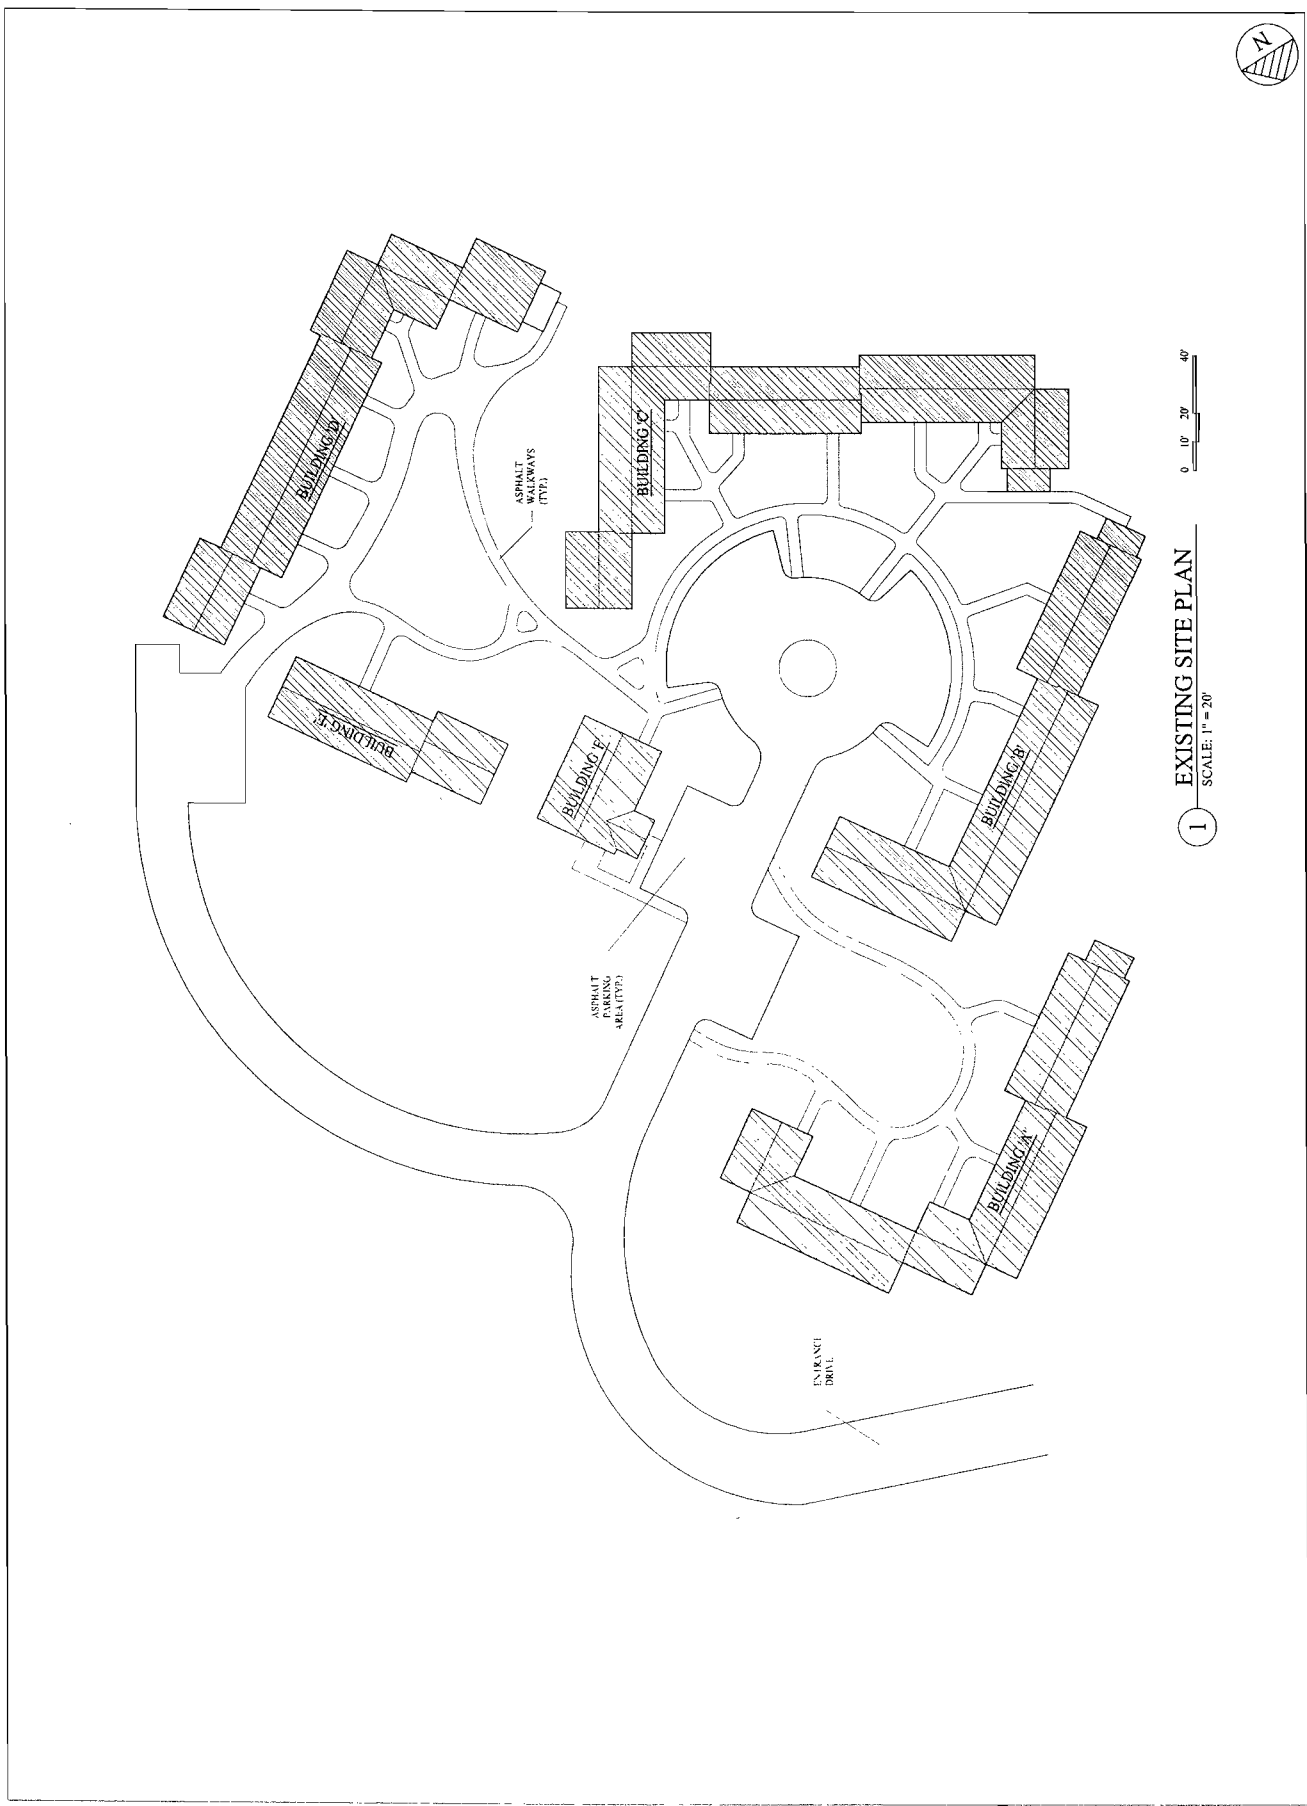 N
BUILDING 'D'
ASPHALT
WALKWAYS
(TYP.)
BUILDING 'C'
BUILDING 'E'
BUILDING 'F'
BUILDING 'B'
ASPHALT
PARKING
AREA (TYP.)
BUILDING 'A'
ENTRANCE
DRIVE
0 10' 20' 40'
1
EXISTING SITE PLAN
SCALE: 1" = 20'